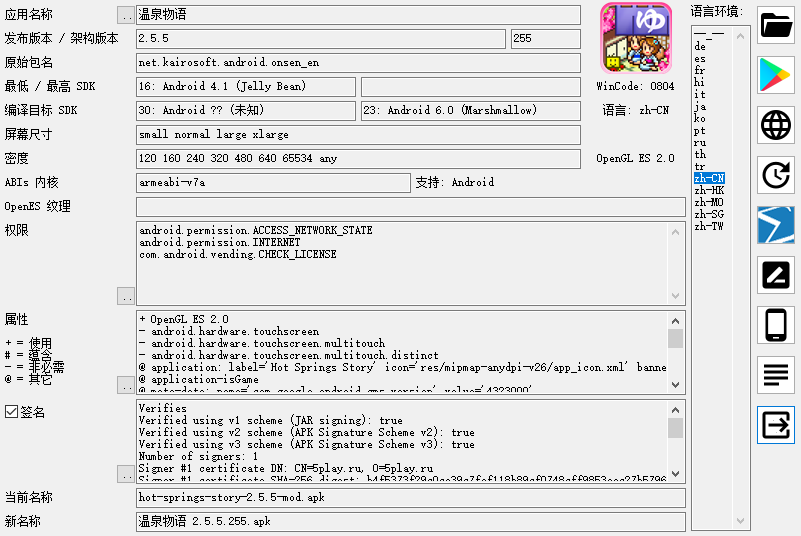 应用名称 .. 温泉物语
发布版本 / 架构版本 2.5.5 255
原始包名 net.kairosoft.android.onsen_en
最低 / 最高 SDK 16: Android 4.1 (Jelly Bean)
编译目标 SDK 30: Android ?? (未知) 23: Android 6.0 (Marshmallow)
屏幕尺寸 small normal large xlarge
密度 120 160 240 320 480 640 65534 any
ABIs 内核 armeabi-v7a 支持: Android
OpenES 纹理
权限
android.permission.ACCESS_NETWORK_STATE
android.permission.INTERNET
com.android.vending.CHECK_LICENSE
..
属性
+ = 使用
# = 蕴含
- = 非必需
@ = 其它
..
+ OpenGL ES 2.0
- android.hardware.touchscreen
- android.hardware.touchscreen.multitouch
- android.hardware.touchscreen.multitouch.distinct
@ application: label='Hot Springs Story' icon='res/mipmap-anydpi-v26/app_icon.xml' banne
@ application-isGame
签名
..
Verifies
Verified using v1 scheme (JAR signing): true
Verified using v2 scheme (APK Signature Scheme v2): true
Verified using v3 scheme (APK Signature Scheme v3): true
Number of signers: 1
Signer #1 certificate DN: CN=5play.ru, O=5play.ru
当前名称 hot-springs-story-2.5.5-mod.apk
新名称 温泉物语 2.5.5.255.apk
ゆ
WinCode: 0804
语言: zh-CN
OpenGL ES 2.0
语言环境:
--_--
de
es
fr
hi
it
ja
ko
pt
ru
th
tr
zh-CN
zh-HK
zh-MO
zh-SG
zh-TW